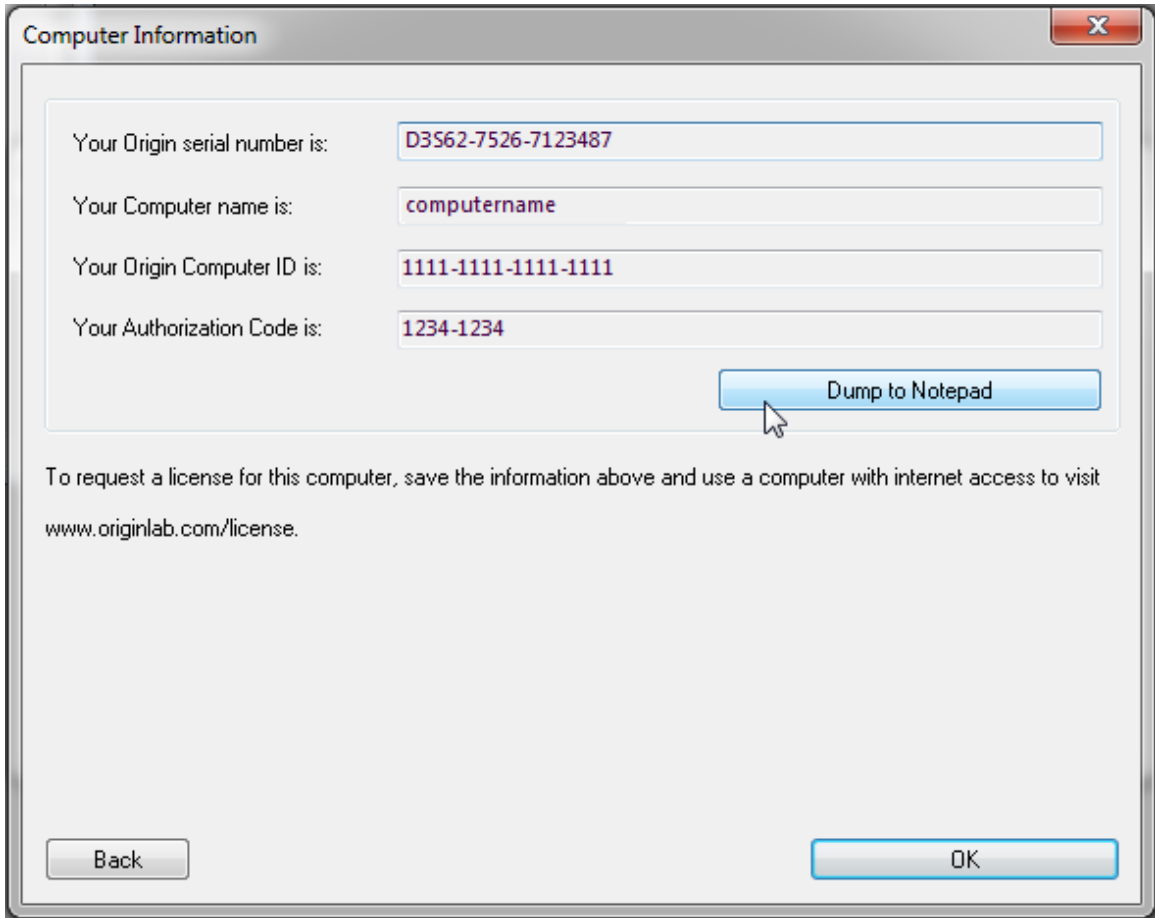 Computer Information
Your Origin serial number is: D3S62-7526-7123487
Your Computer name is: computername
Your Origin Computer ID is: 1111-1111-1111-1111
Your Authorization Code is: 1234-1234
Dump to Notepad
To request a license for this computer, save the information above and use a computer with internet access to visit
www.originlab.com/license.
Back OK